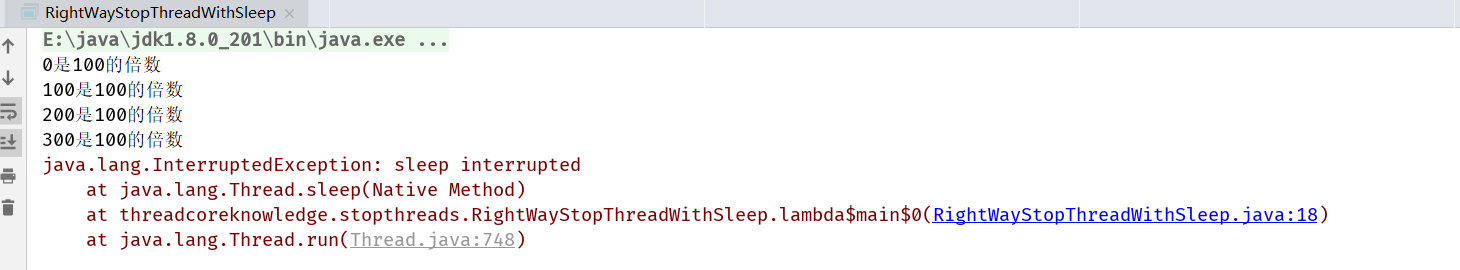 RightWayStopThreadWithSleep
E:\java\jdk1.8.0_201\bin\java.exe ...
0是100的倍数
100是100的倍数
200是100的倍数
300是100的倍数
java.lang.InterruptedException: sleep interrupted
at java.lang.Thread.sleep(Native Method)
at threadcoreknowledge.stopthreads.RightWayStopThreadWithSleep.lambda$main$0(RightWayStopThreadWithSleep.java:18)
at java.lang.Thread.run(Thread.java:748)